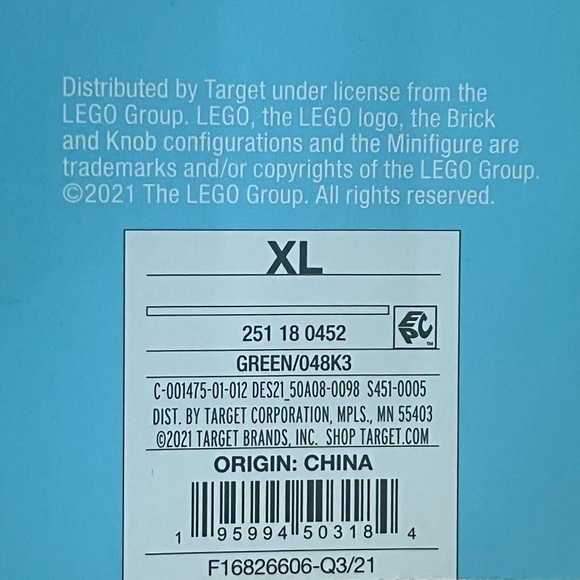 Distributed by Target under license from the
LEGO Group. LEGO, the LEGO logo, the Brick
and Knob configurations and the Minifigure are
trademarks and/or copyrights of the LEGO Group.
©2021 The LEGO Group. All rights reserved.
XL
251 18 0452
EPC™
GREEN/048K3
C-001475-01-012 DES21_50A08-0098 S451-0005
DIST. BY TARGET CORPORATION, MPLS., MN 55403
©2021 TARGET BRANDS, INC. SHOP TARGET.COM
ORIGIN: CHINA
1 95994 50318 4
F16826606-Q3/21